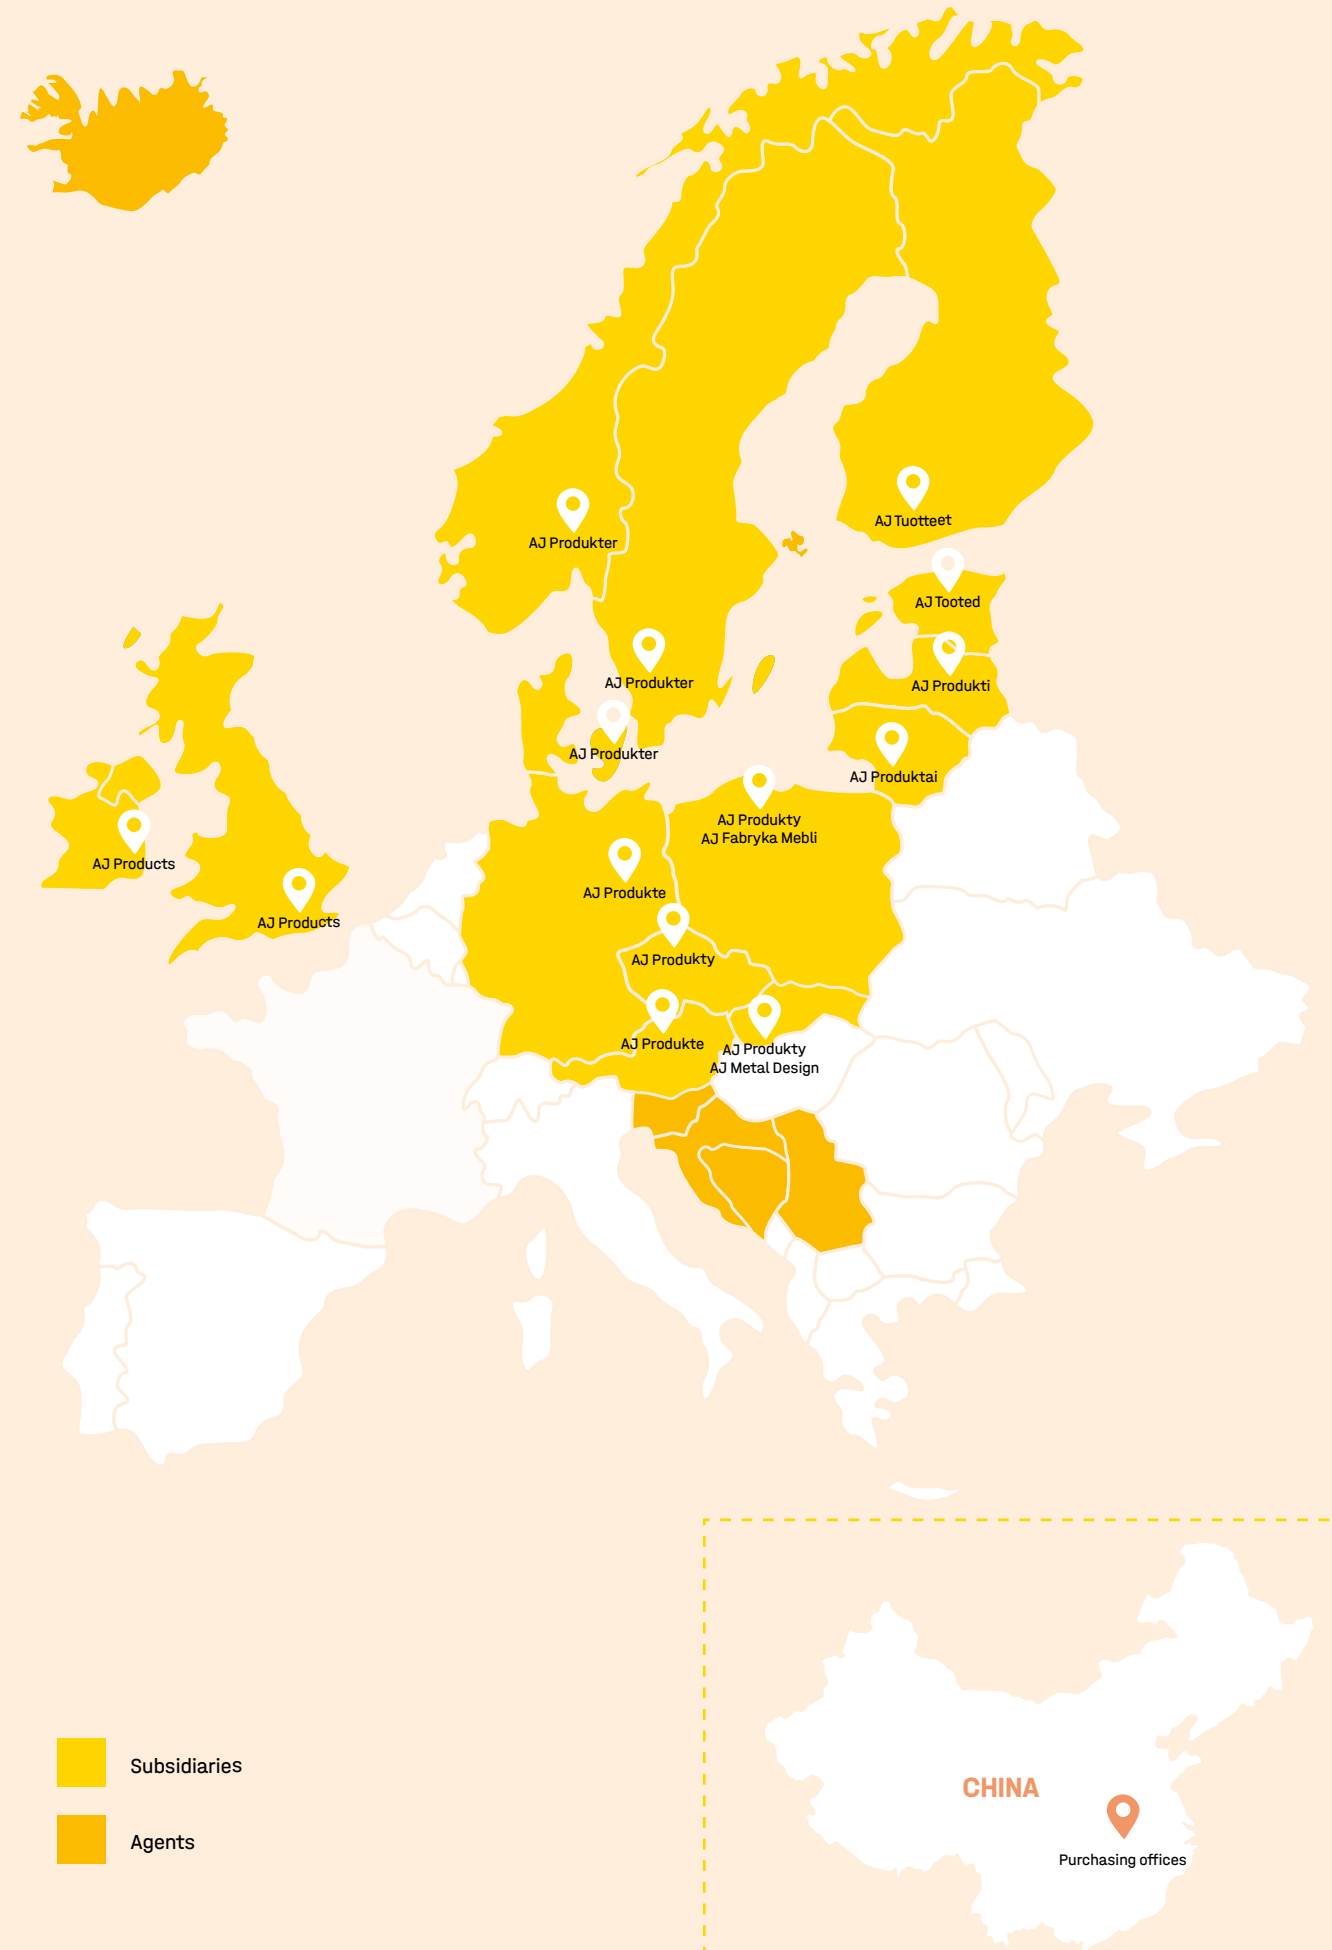 AJ Tuotteet
AJ Produkter
AJ Tooted
AJ Produkter
AJ Produkti
AJ Produkter
AJ Produktai
AJ Produkty
AJ Fabryka Mebli
AJ Products
AJ Produkte
AJ Products
AJ Produkty
AJ Produkte
AJ Produkty
AJ Metal Design
Subsidiaries
Agents
CHINA
Purchasing offices